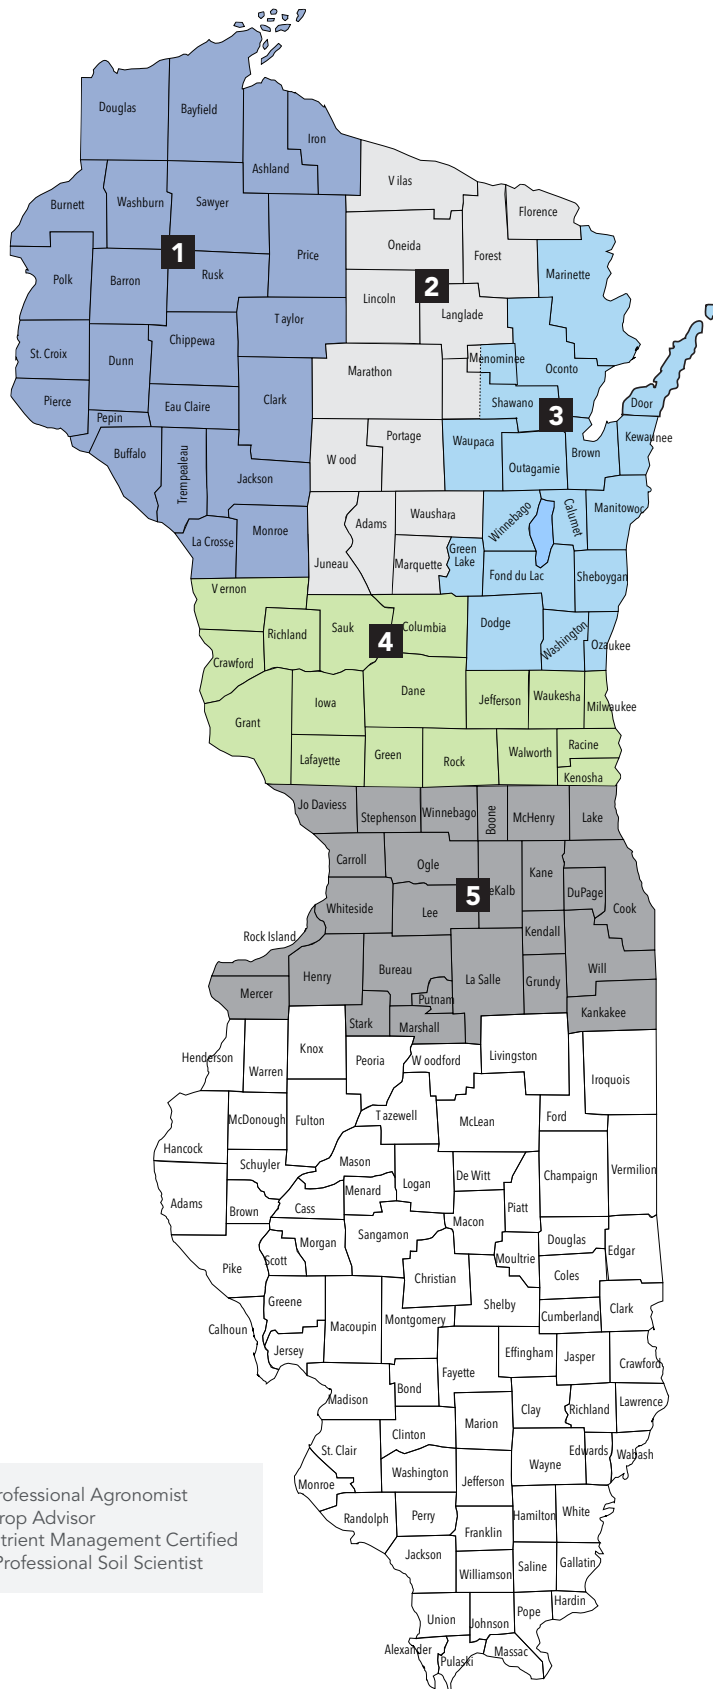 Douglas
Bayfield
Iron
Ashland
Vilas
Burnett
Washburn
Sawyer
Florence
1
Oneida
Price
Forest
Polk
Barron
Rusk
Marinette
2
Lincoln
Langlade
Taylor
Chippewa
St. Croix
Dunn
Menominee
Marathon
Oconto
Pierce
Eau Claire
Clark
Shawano
3
Door
Pepin
Buffalo
Trempealeau
Portage
Waupaca
Kewaunee
Wood
Brown
Outagamie
Jackson
Adams
Waushara
Winnebago
Calumet
Manitowoc
La Crosse
Monroe
Juneau
Marquette
Green
Lake
Fond du Lac
Sheboygan
Vernon
Richland
Sauk
Columbia
4
Dodge
Washington
Ozaukee
Crawford
Grant
Iowa
Dane
Jefferson
Waukesha
Milwaukee
Lafayette
Green
Rock
Walworth
Racine
Kenosha
Jo Daviess
Stephenson
Winnebago
Boone
McHenry
Lake
Carroll
Ogle
Kane
DuPage
5
eKalb
Whiteside
Lee
Cook
Rock Island
Kendall
Henry
Bureau
La Salle
Grundy
Will
Mercer
Putnam
Kankakee
Stark
Marshall
Henderson
Warren
Knox
Peoria
Woodford
Livingston
Iroquois
Hancock
McDonough
Fulton
Tazewell
McLean
Ford
Schuyler
Mason
Logan
De Witt
Champaign
Vermilion
Adams
Brown
Cass
Menard
Macon
Piatt
Pike
Scott
Morgan
Sangamon
Christian
Moultrie
Douglas
Edgar
Coles
Calhoun
Greene
Macoupin
Montgomery
Shelby
Cumberland
Clark
Jersey
Fayette
Effingham
Jasper
Crawford
Madison
Bond
Clay
Richland
Lawrence
Clinton
Marion
St. Clair
Washington
Jefferson
Wayne
Edwards
Wabash
Monroe
Randolph
Perry
Franklin
Hamilton
White
Jackson
Williamson
Saline
Gallatin
Union
Johnson
Pope
Hardin
Alexander
Pulaski
Massac
rofessional Agronomist
rop Advisor
trient Management Certified
Professional Soil Scientist